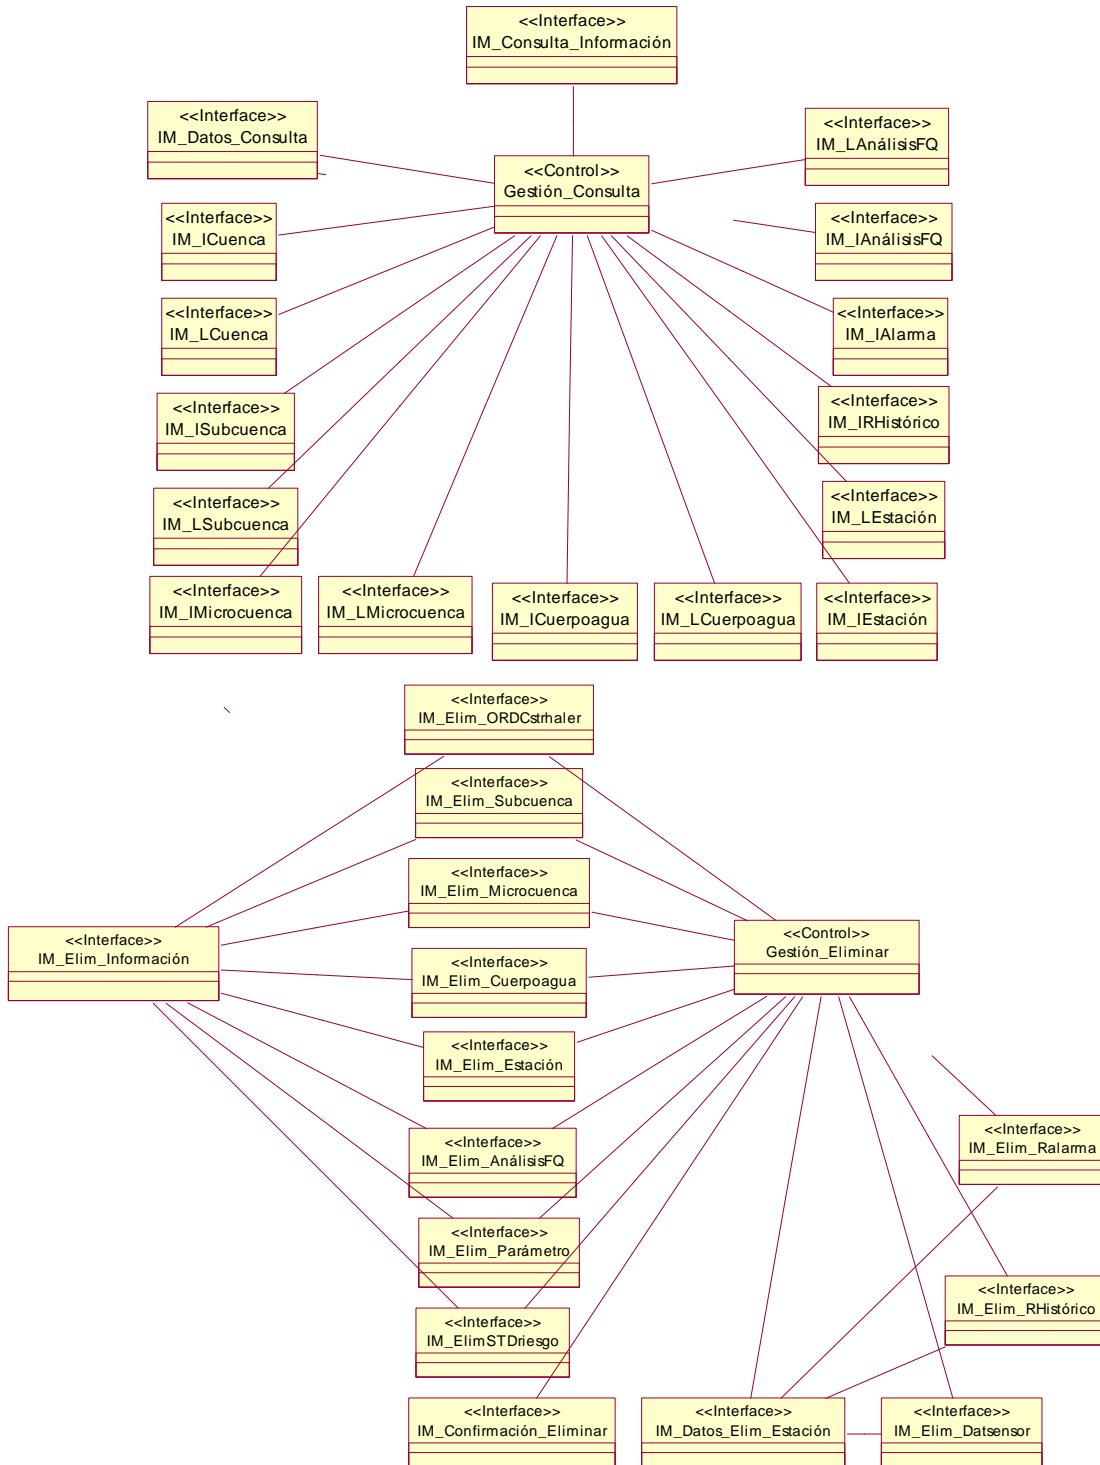 <<Interface>>
IM_Consulta_Información
<<Interface>>
IM_Datos_Consulta
<<Interface>>
IM_LAnálisisFQ
<<Control>>
Gestión_Consulta
<<Interface>>
IM_ICuenca
<<Interface>>
IM_IAnálisisFQ
<<Interface>>
IM_LCuenca
<<Interface>>
IM_IAlarma
<<Interface>>
IM_ISubcuenca
<<Interface>>
IM_IRHistórico
<<Interface>>
IM_LSubcuenca
<<Interface>>
IM_LEstación
<<Interface>>
IM_IMicrocuenca
<<Interface>>
IM_LMicrocuenca
<<Interface>>
IM_ICuerpoagua
<<Interface>>
IM_LCuerpoagua
<<Interface>>
IM_IEstación
<<Interface>>
IM_Elim_ORDCstrhaler
<<Interface>>
IM_Elim_Subcuenca
<<Interface>>
IM_Elim_Microcuenca
<<Interface>>
IM_Elim_Información
<<Control>>
Gestión_Eliminar
<<Interface>>
IM_Elim_Cuerpoagua
<<Interface>>
IM_Elim_Estación
<<Interface>>
IM_Elim_AnálisisFQ
<<Interface>>
IM_Elim_Ralarma
<<Interface>>
IM_Elim_Parámetro
<<Interface>>
IM_Elim_RHistórico
<<Interface>>
IM_ElimSTDriesgo
<<Interface>>
IM_Confirmación_Eliminar
<<Interface>>
IM_Datos_Elim_Estación
<<Interface>>
IM_Elim_Datsensor